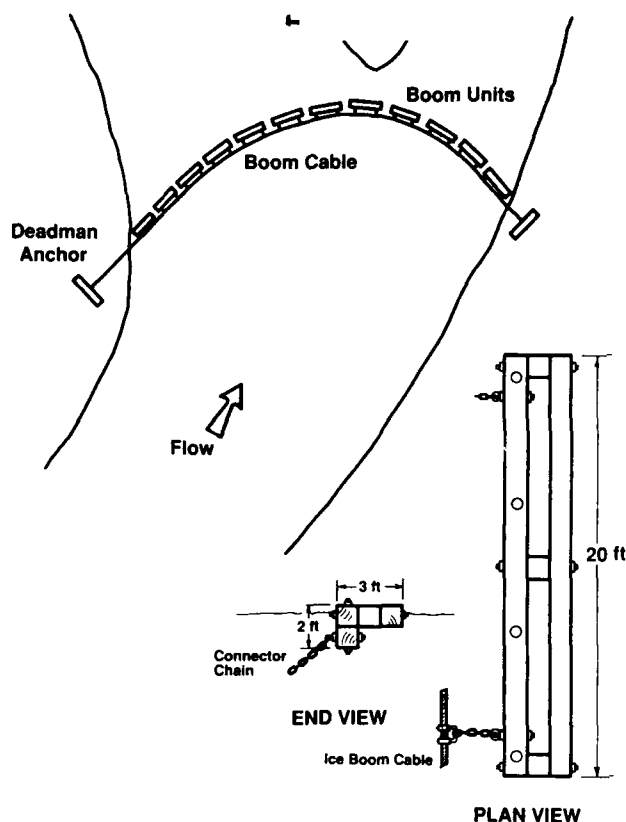 Boom Units
Boom Cable
Deadman
Anchor
Flow
20 ft
3 ft
2 ft
Connector
Chain
END VIEW
Ice Boom Cable
PLAN VIEW